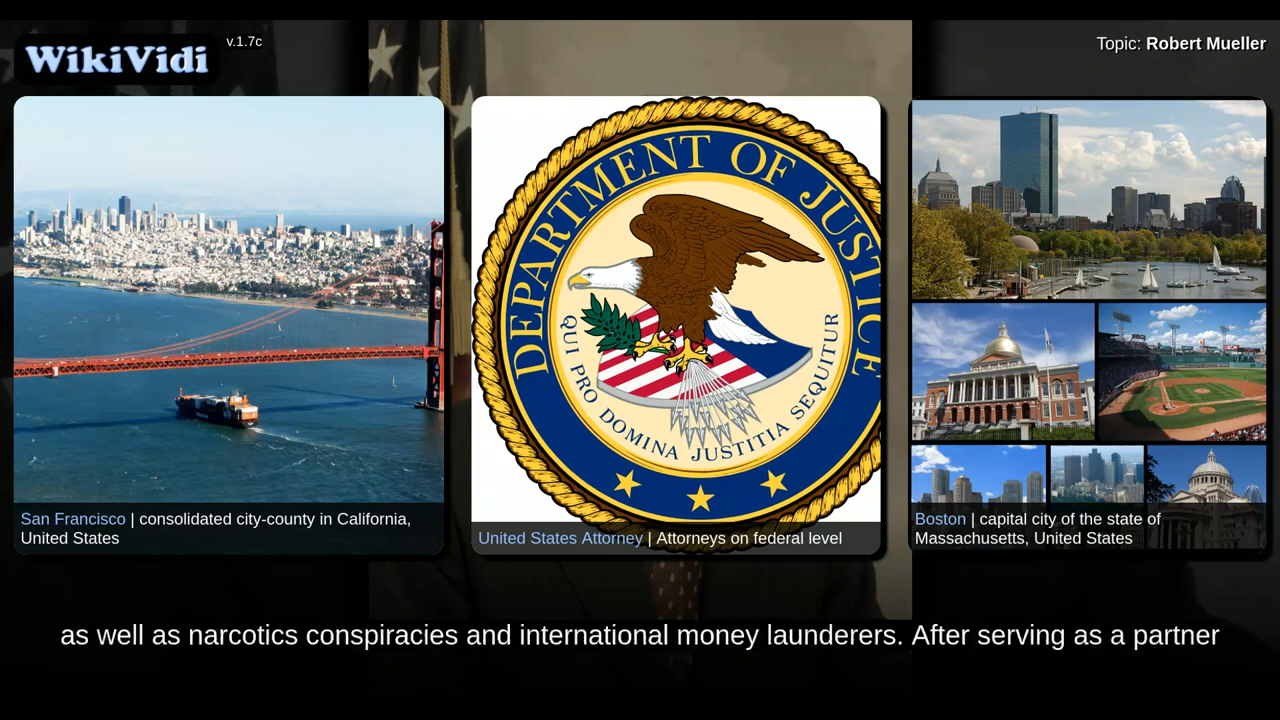 WikiVidi
v.1.7c
Topic: Robert Mueller
DEPARTMENT OF JUSTICE
QUI PRO DOMINA JUSTITIA SEQUITUR
San Francisco | consolidated city-county in California,
United States
United States Attorney | Attorneys on federal level
Boston | capital city of the state of
Massachusetts, United States
as well as narcotics conspiracies and international money launderers. After serving as a partner